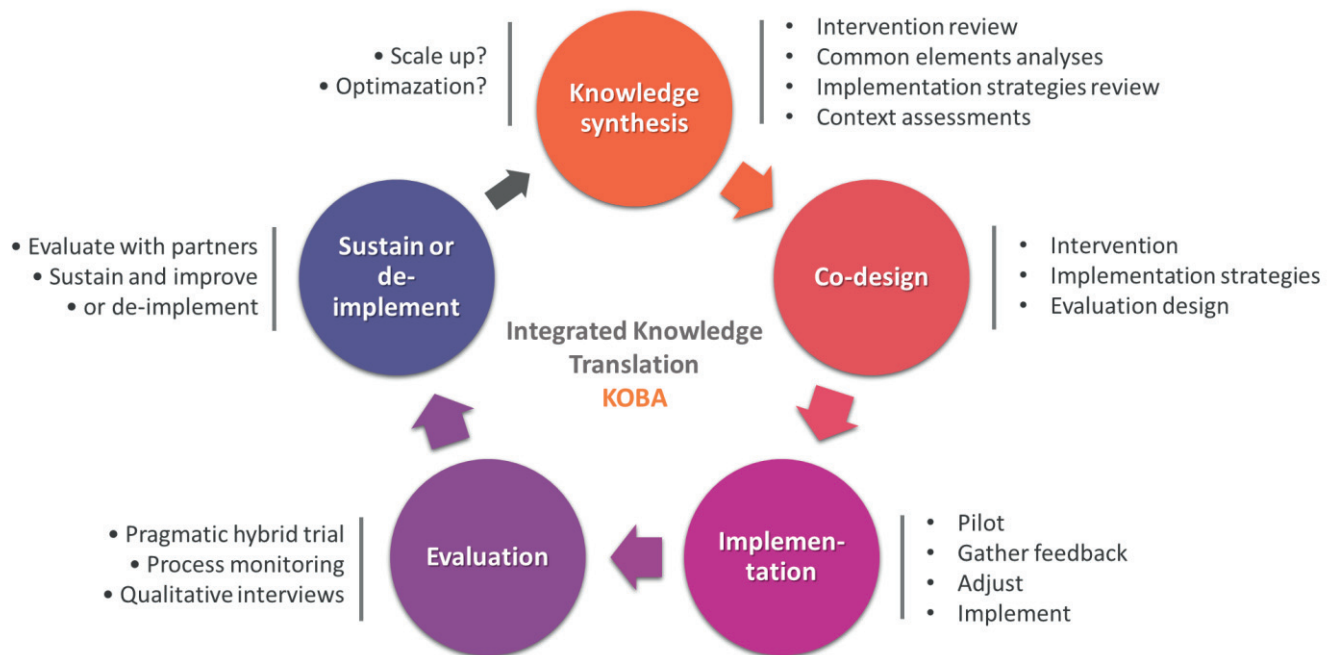 • Scale up?
• Optimazation?
Knowledge
synthesis
• Intervention review
• Common elements analyses
• Implementation strategies review
• Context assessments
Co-design
• Intervention
• Implementation strategies
• Evaluation design
Implemen-
tation
• Pilot
• Gather feedback
• Adjust
• Implement
Evaluation
• Pragmatic hybrid trial
• Process monitoring
• Qualitative interviews
Sustain or
de-
implement
• Evaluate with partners
• Sustain and improve
• or de-implement
Integrated Knowledge
Translation
KOBA